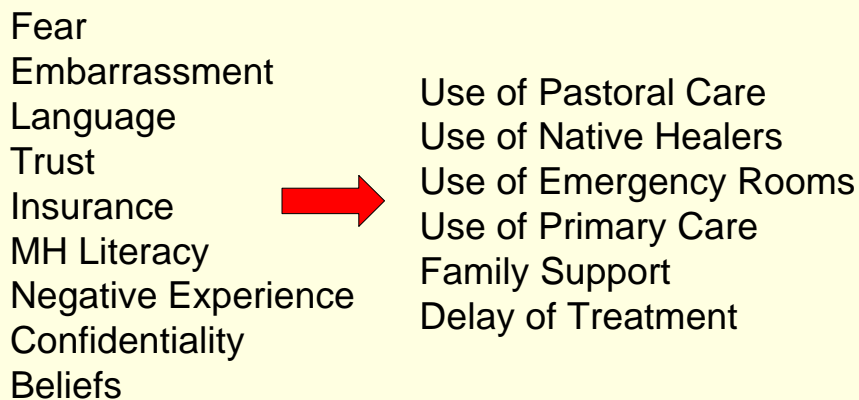 Fear
Embarrassment
Language
Trust
Insurance
MH Literacy
Negative Experience
Confidentiality
Beliefs
Use of Pastoral Care
Use of Native Healers
Use of Emergency Rooms
Use of Primary Care
Family Support
Delay of Treatment